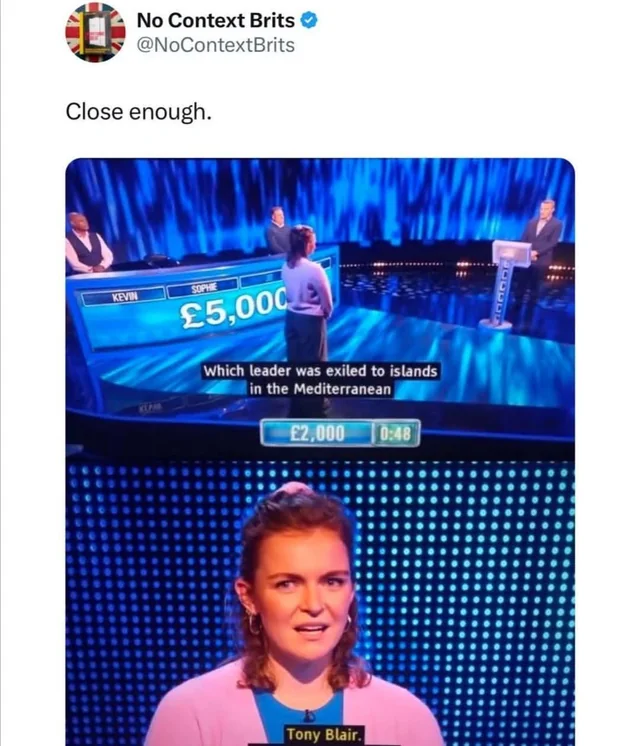 No Context Brits
@NoContextBrits
Close enough.
KEVIN
SOPHIE
£5,000
Which leader was exiled to islands
in the Mediterranean
£2,000
0:48
Tony Blair.